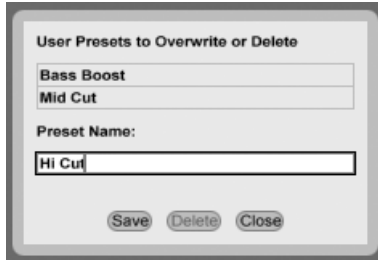 User Presets to Overwrite or Delete
Bass Boost
Mid Cut
Preset Name:
Hi Cut
Save Delete Close